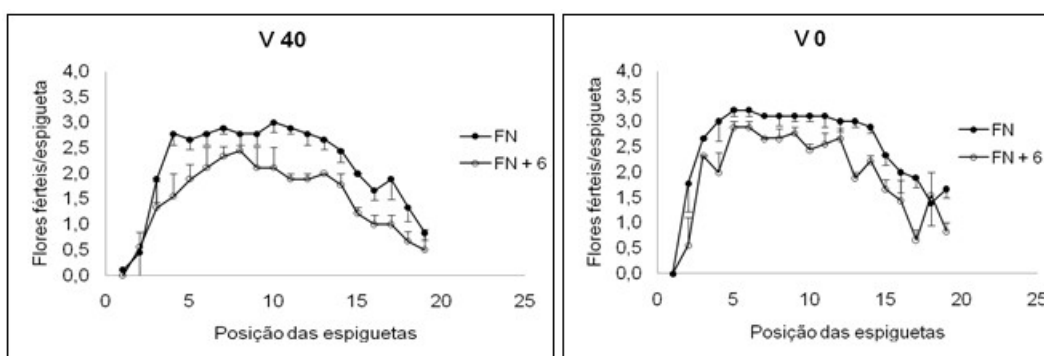 V 40
Flores férteis/espigueta
4,0
3,5
3,0
2,5
2,0
1,5
1,0
0,5
0,0
0 5 10 15 20 25
Posição das espiguetas
FN
FN + 6
V 0
Flores férteis/espigueta
4,0
3,5
3,0
2,5
2,0
1,5
1,0
0,5
0,0
0 5 10 15 20 25
Posição das espiguetas
FN
FN + 6